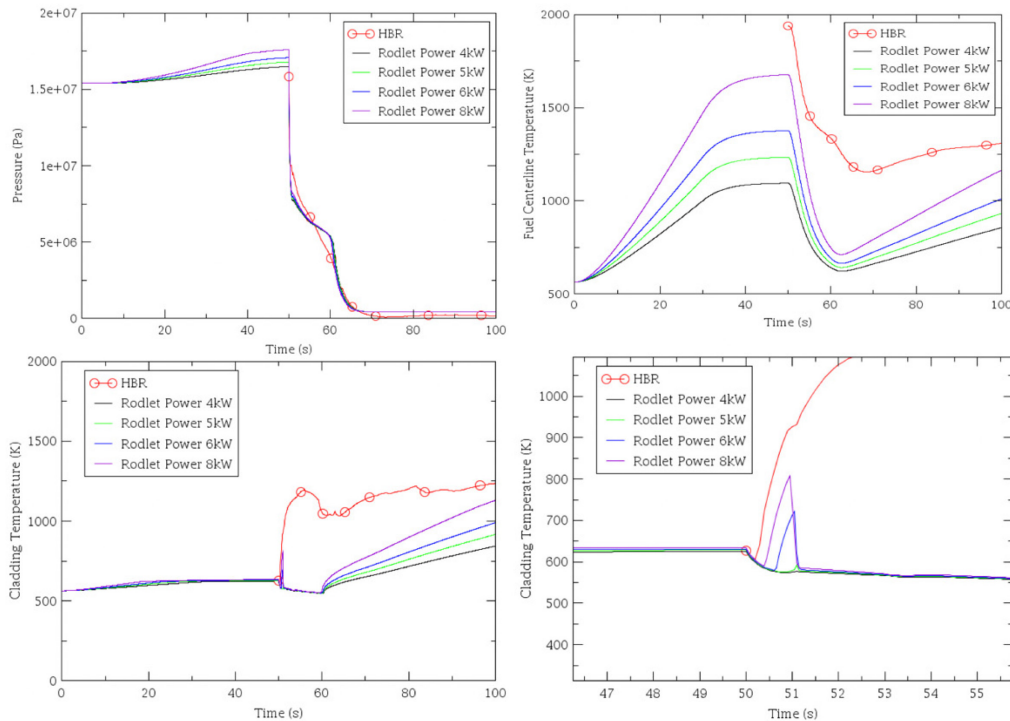 2e+07
1.5e+07
1e+07
5e+06
0
Pressure (Pa)
HBR
Rodlet Power 4kW
Rodlet Power 5kW
Rodlet Power 6kW
Rodlet Power 8kW
0 20 40 60 80 100
Time (s)
2000
1500
1000
500
Fuel Centerline Temperature (K)
HBR
Rodlet Power 4kW
Rodlet Power 5kW
Rodlet Power 6kW
Rodlet Power 8kW
0 20 40 60 80 100
Time (s)
2000
1500
1000
500
0
Cladding Temperature (K)
HBR
Rodlet Power 4kW
Rodlet Power 5kW
Rodlet Power 6kW
Rodlet Power 8kW
0 20 40 60 80 100
Time (s)
1000
900
800
700
600
500
400
Cladding Temperature (K)
HBR
Rodlet Power 4kW
Rodlet Power 5kW
Rodlet Power 6kW
Rodlet Power 8kW
47 48 49 50 51 52 53 54 55
Time (s)